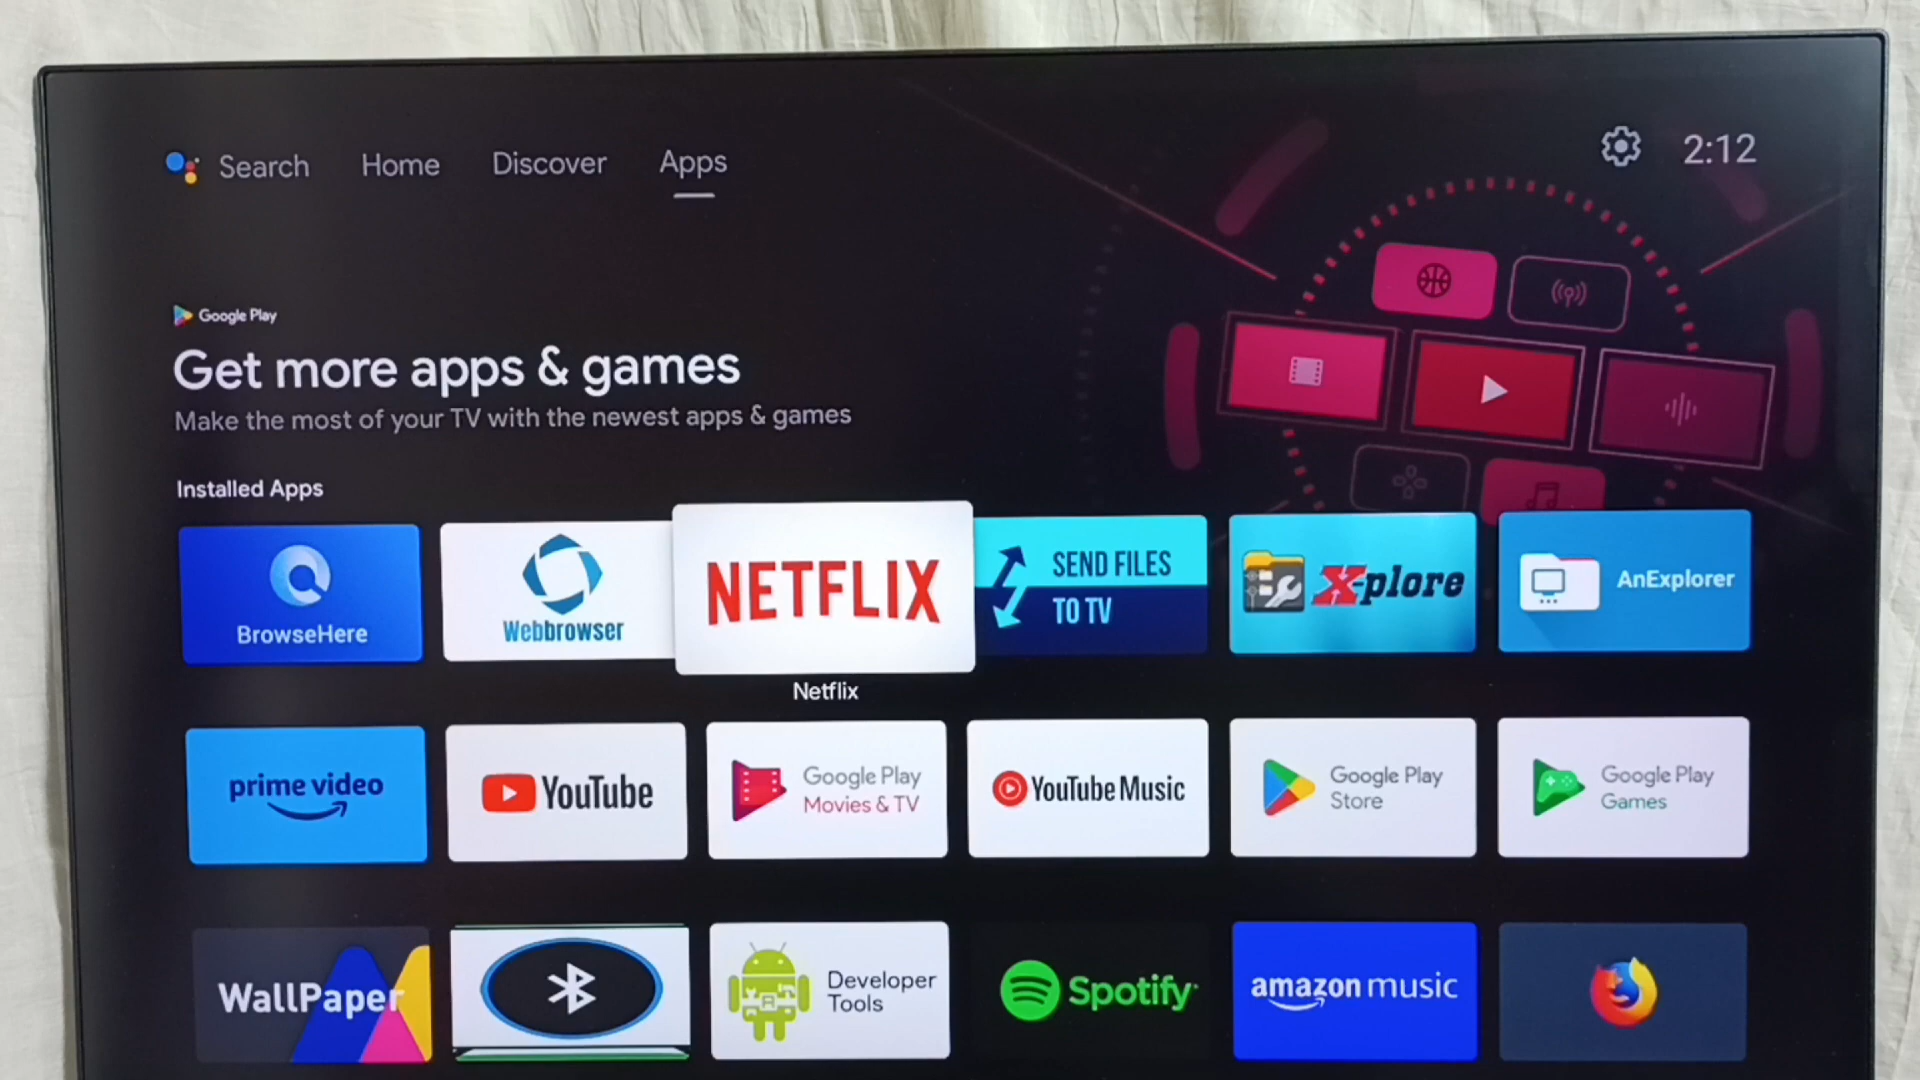 Search Home Discover Apps 2:12
Google Play
Get more apps & games
Make the most of your TV with the newest apps & games
Installed Apps
BrowseHere
Webbrowser
NETFLIX
Netflix
SEND FILES
TO TV
X-plore
AnExplorer
prime video
YouTube
Google Play
Movies & TV
YouTube Music
Google Play
Store
Google Play
Games
WallPaper
Developer
Tools
Spotify
amazon music